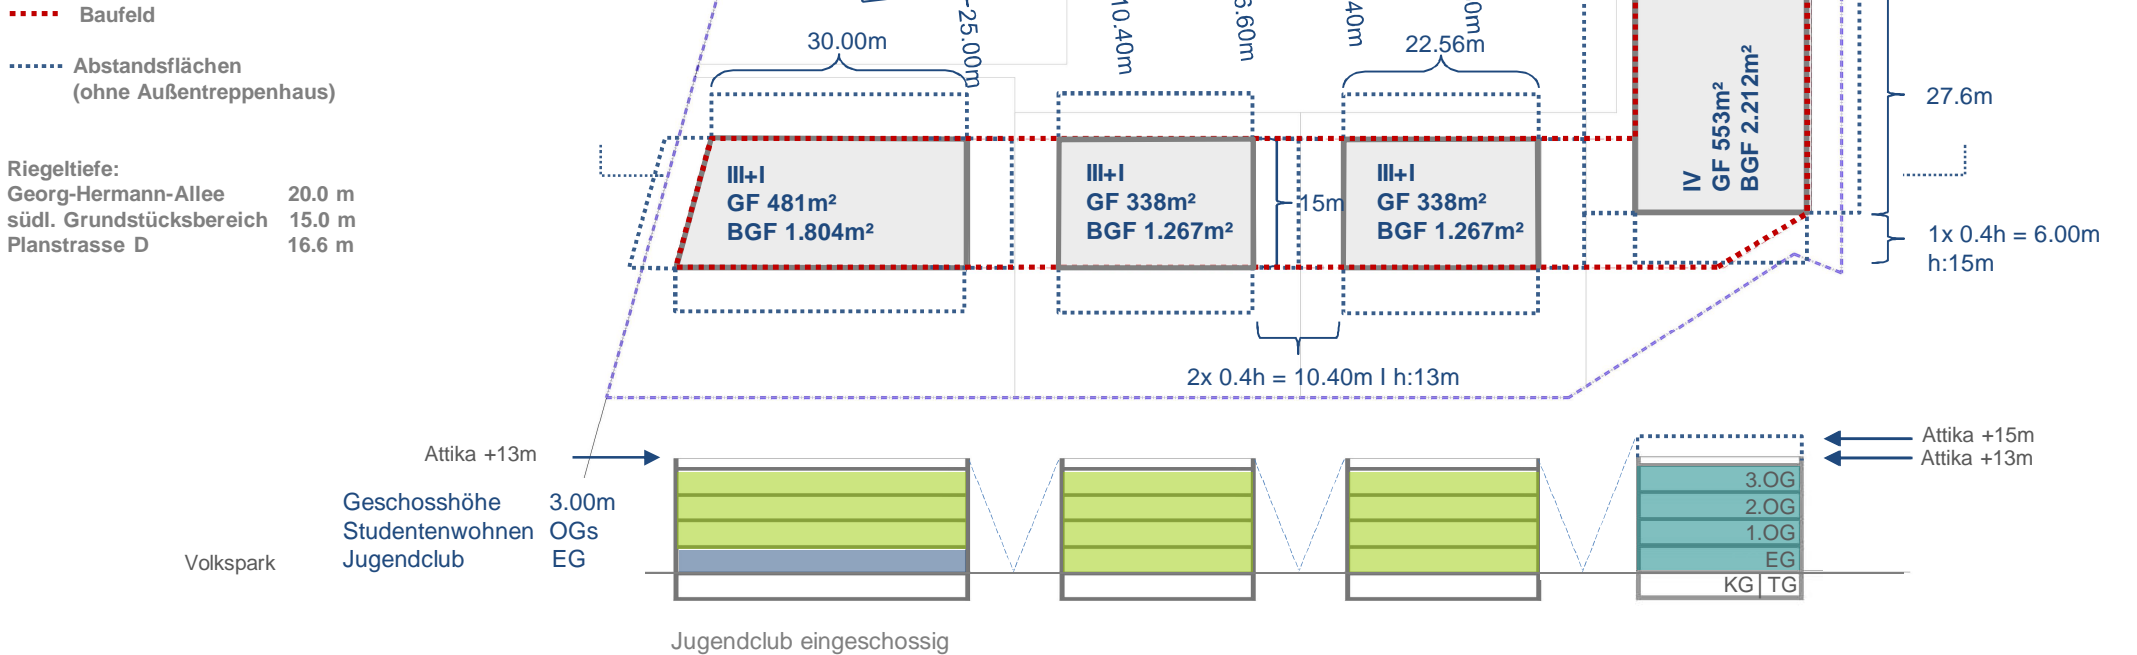 Baufeld
Abstandsflächen
(ohne Außentreppenhaus)
Riegeltiefe:
Georg-Hermann-Allee 20.0 m
südl. Grundstücksbereich 15.0 m
Planstrasse D 16.6 m
30.00m
25.00m
10.40m
6.60m
40m
0m
22.56m
27.6m
III+I
GF 481m²
BGF 1.804m²
III+I
GF 338m²
BGF 1.267m²
15m
III+I
GF 338m²
BGF 1.267m²
IV
GF 553m²
BGF 2.212m²
1x 0.4h = 6.00m
h:15m
2x 0.4h = 10.40m I h:13m
Attika +13m
Attika +15m
Attika +13m
Geschosshöhe 3.00m
Studentenwohnen OGs
Jugendclub EG
Volkspark
3.OG
2.OG
1.OG
EG
KG TG
Jugendclub eingeschossig